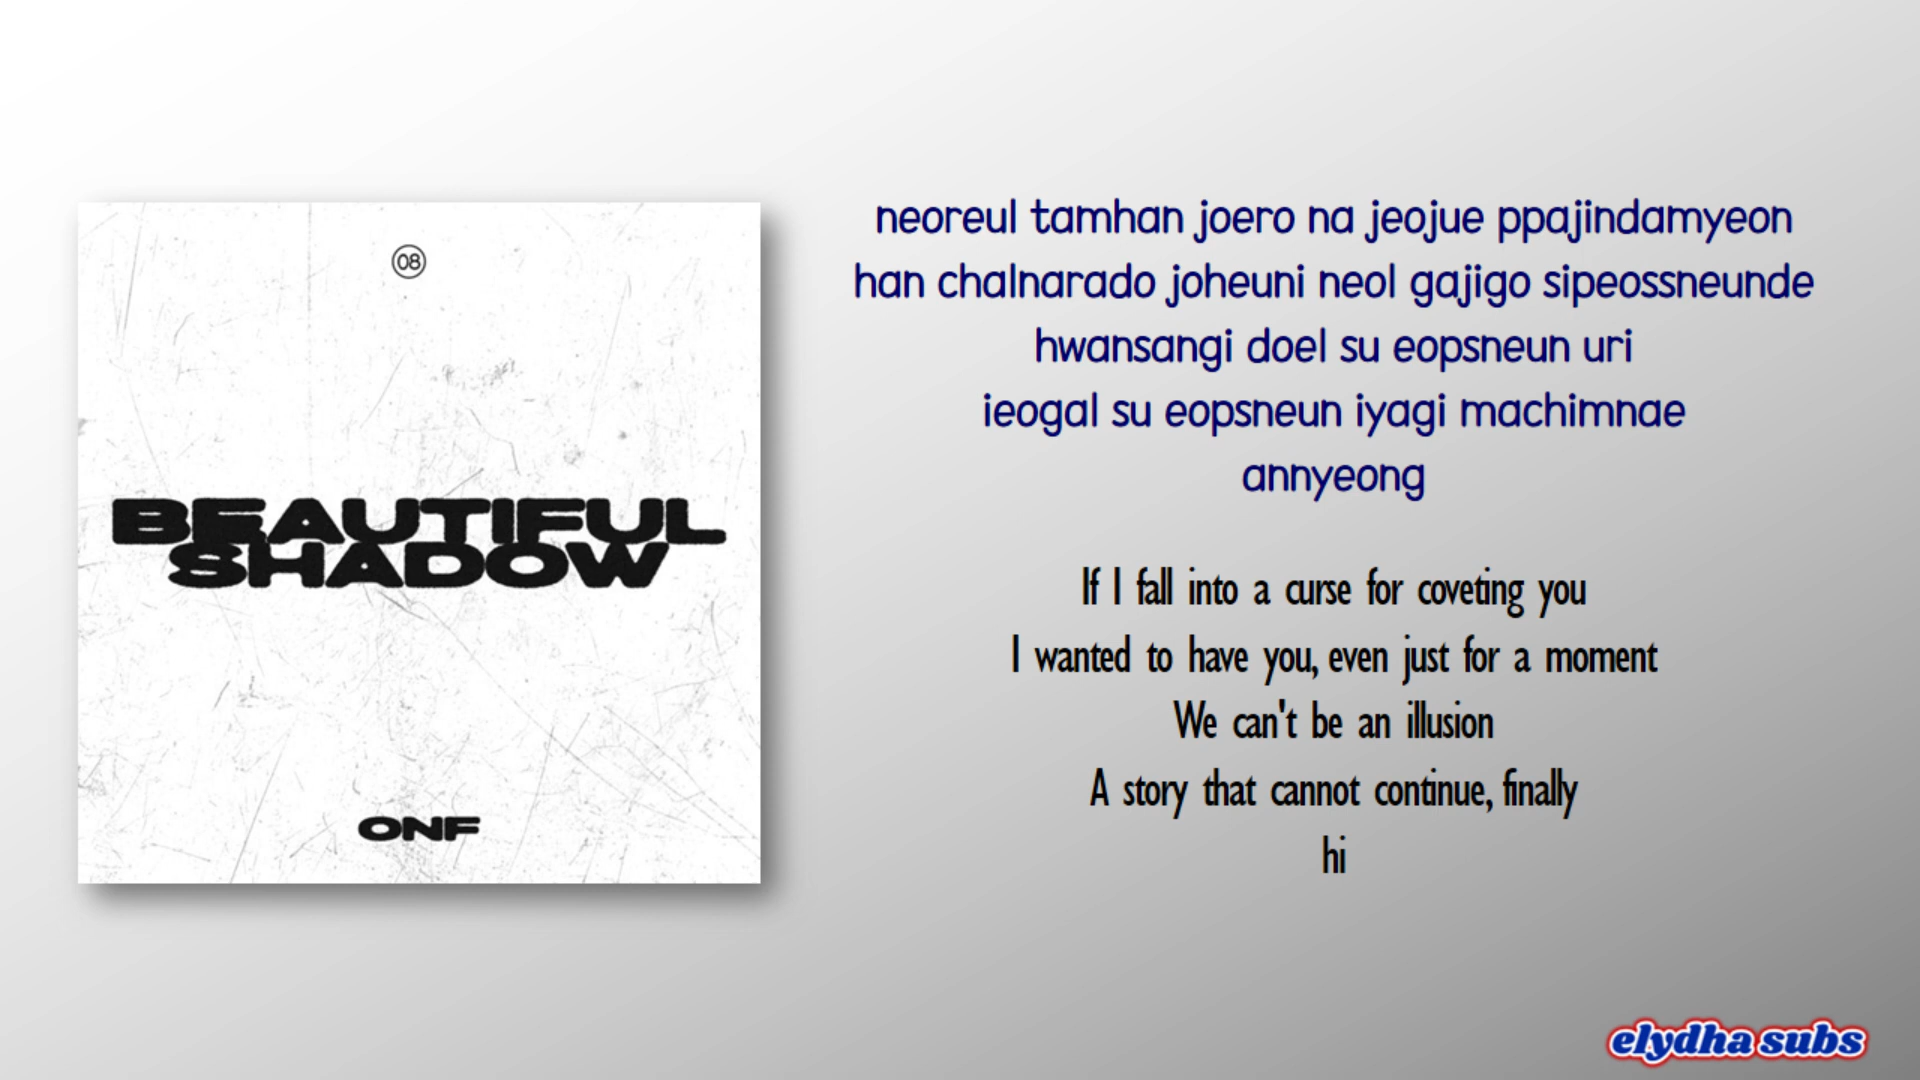 08
BEAUTIFUL
SHADOW
ONF
neoreul tamhan joero na jeojue ppajindamyeon
han chalnarado joheuni neol gajigo sipeossneunde
hwansangi doel su eopsneun uri
ieogal su eopsneun iyagi machimnae
annyeong
If I fall into a curse for coveting you
I wanted to have you, even just for a moment
We can't be an illusion
A story that cannot continue, finally
hi
elydha subs